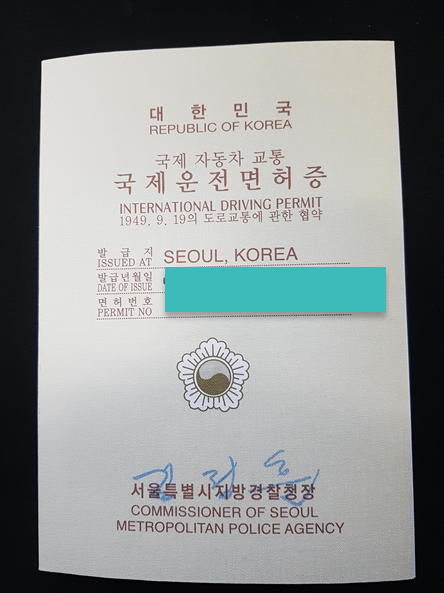 대 한 민 국
REPUBLIC OF KOREA
국제 자동차 교통
국제운전면허증
INTERNATIONAL DRIVING PERMIT
1949. 9. 19의 도로교통에 관한 협약
발 급 지
ISSUED AT SEOUL, KOREA
발급년월일
DATE OF ISSUE
면 허 번 호
PERMIT NO
서울특별시지방경찰청장
COMMISSIONER OF SEOUL
METROPOLITAN POLICE AGENCY